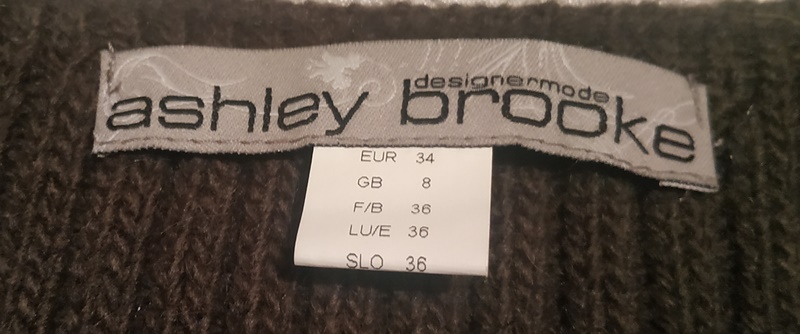 designermode
ashley brooke
EUR 34
GB 8
F/B 36
LU/E 36
SLO 36